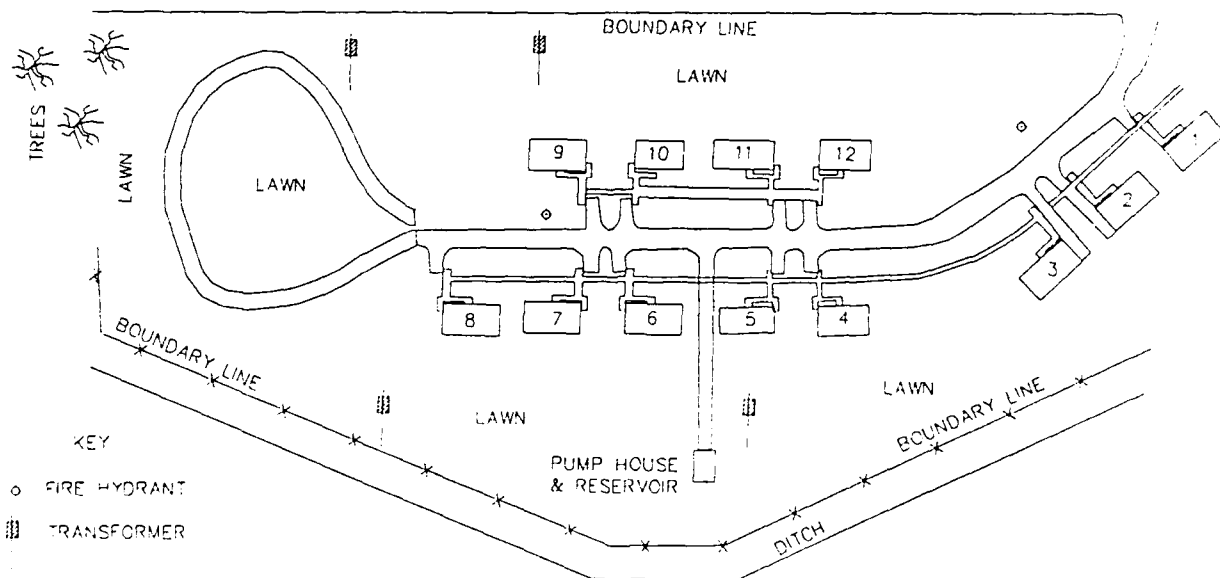 BOUNDARY LINE
LAWN
TREES
LAWN
LAWN
1
9
10
11
12
2
3
8
7
6
5
4
BOUNDARY LINE
LAWN
LAWN
BOUNDARY LINE
KEY
PUMP HOUSE
& RESERVOIR
FIRE HYDRANT
TRANSFORMER
DITCH